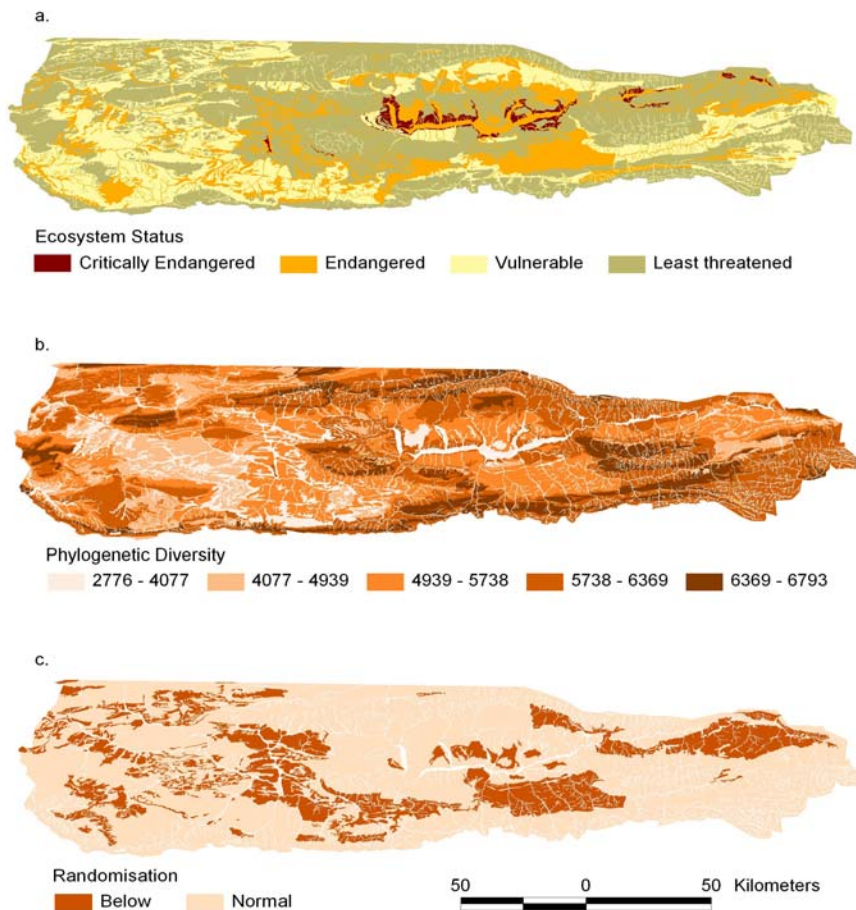 a.
Ecosystem Status
Critically Endangered Endangered Vulnerable Least threatened
b.
Phylogenetic Diversity
2776 - 4077 4077 - 4939 4939 - 5738 5738 - 6369 6369 - 6793
c.
Randomisation
Below Normal
50 0 50 Kilometers